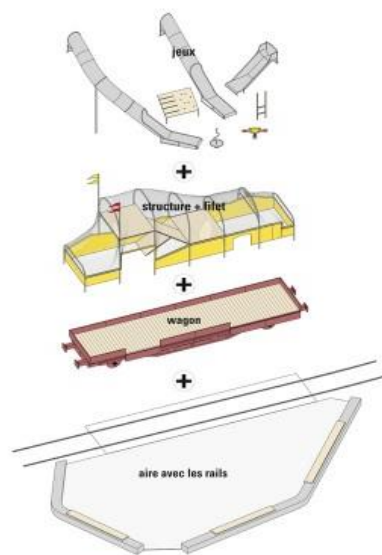 jeux
+
structure + filet
+
wagon
+
aire avec les rails